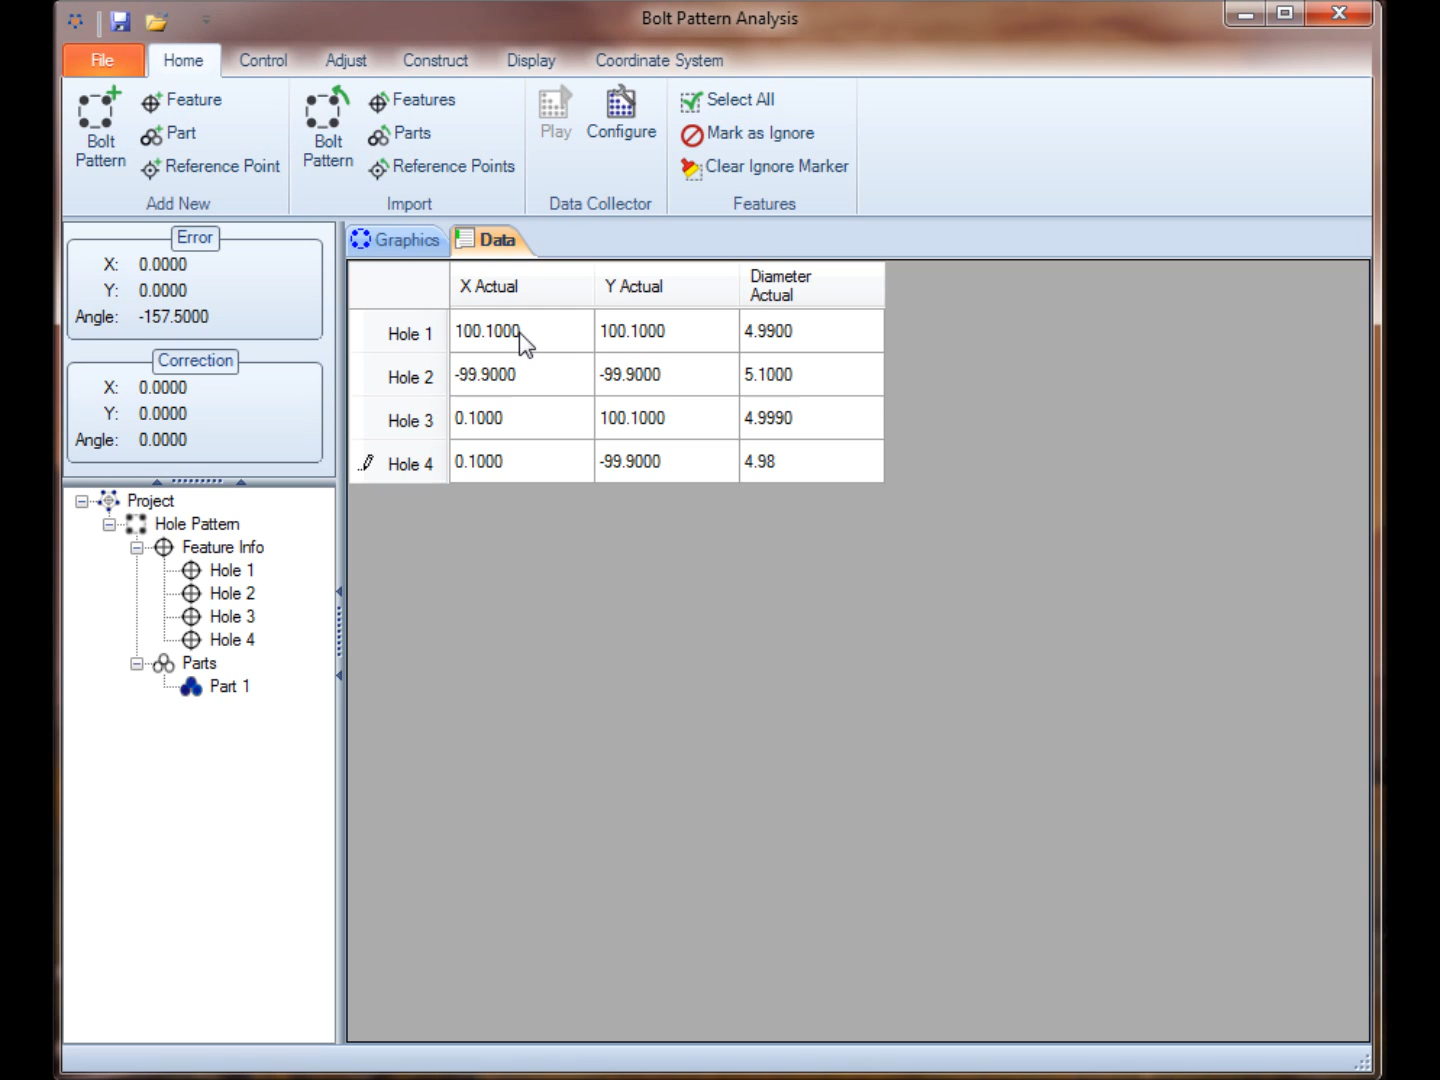 Bolt Pattern Analysis
File Home Control Adjust Construct Display Coordinate System
Bolt Pattern
Feature
Part
Reference Point
Add New
Bolt Pattern
Features
Parts
Reference Points
Import
Play Configure
Data Collector
Select All
Mark as Ignore
Clear Ignore Marker
Features
Error
X: 0.0000
Y: 0.0000
Angle: -157.5000
Correction
X: 0.0000
Y: 0.0000
Angle: 0.0000
Project
Hole Pattern
Feature Info
Hole 1
Hole 2
Hole 3
Hole 4
Parts
Part 1
Graphics Data
X Actual Y Actual Diameter Actual
Hole 1 100.1000 100.1000 4.9900
Hole 2 -99.9000 -99.9000 5.1000
Hole 3 0.1000 100.1000 4.9990
Hole 4 0.1000 -99.9000 4.98